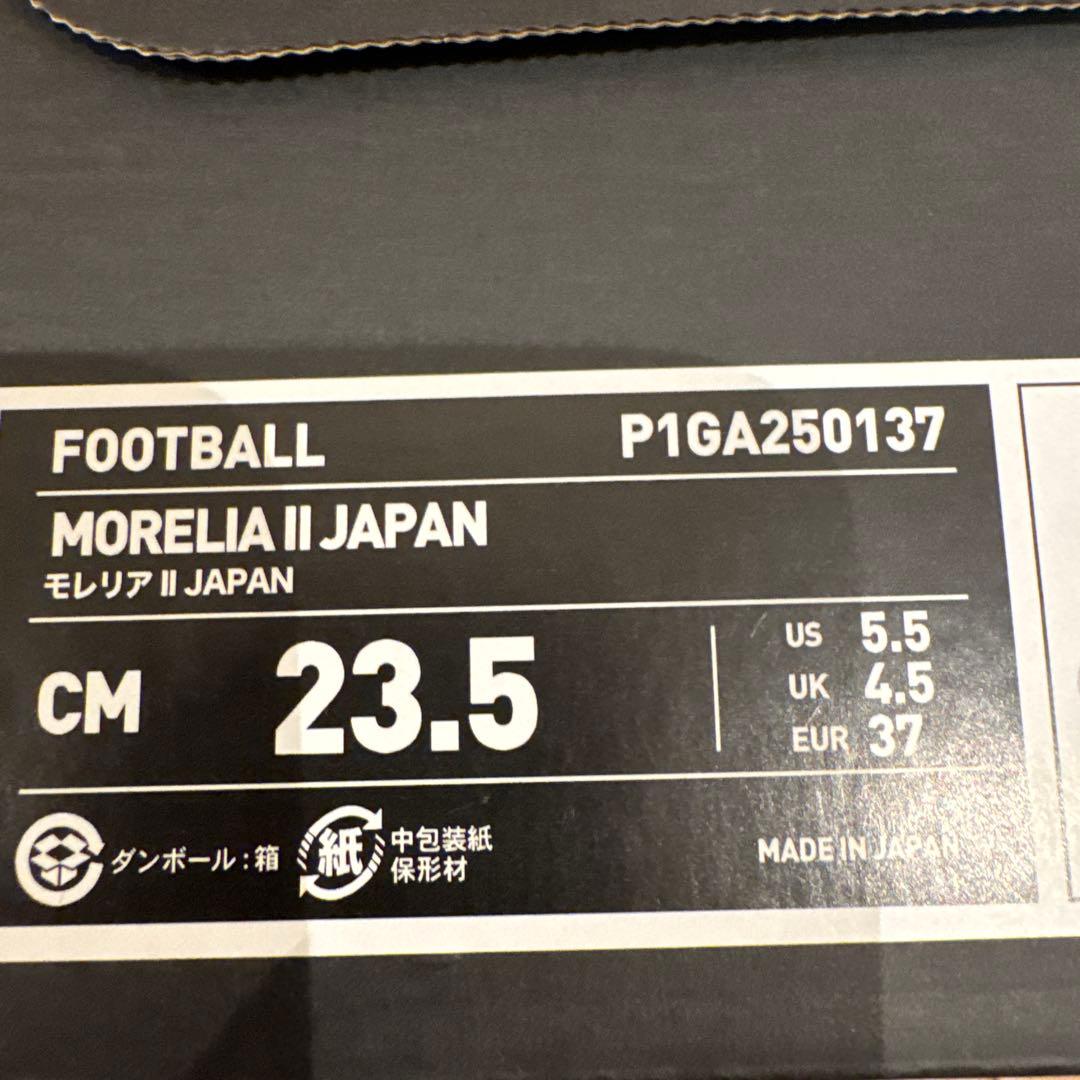 FOOTBALL P1GA250137
MORELIA II JAPAN
モレリア II JAPAN
CM 23.5
US 5.5
UK 4.5
EUR 37
ダンボール:箱
紙
中包装紙
保形材
MADE IN JAPAN